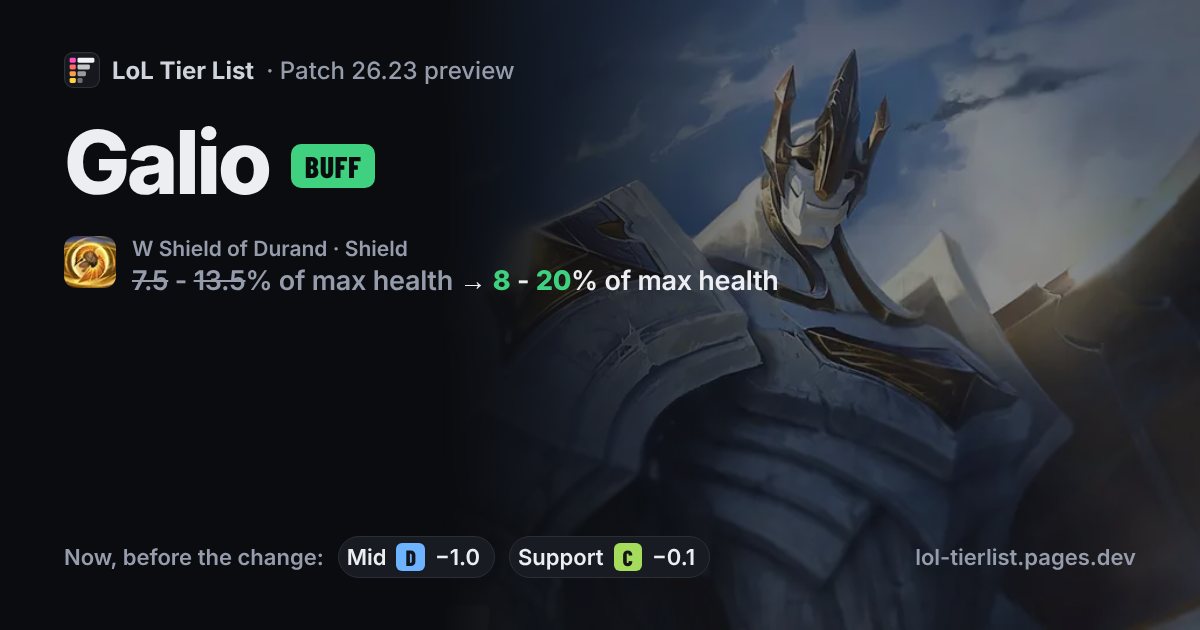 LoL Tier List · Patch 26.23 preview
Galio BUFF
W Shield of Durand · Shield
7.5 - 13.5% of max health → 8 - 20% of max health
Now, before the change: Mid D −1.0 Support C −0.1 lol-tierlist.pages.dev